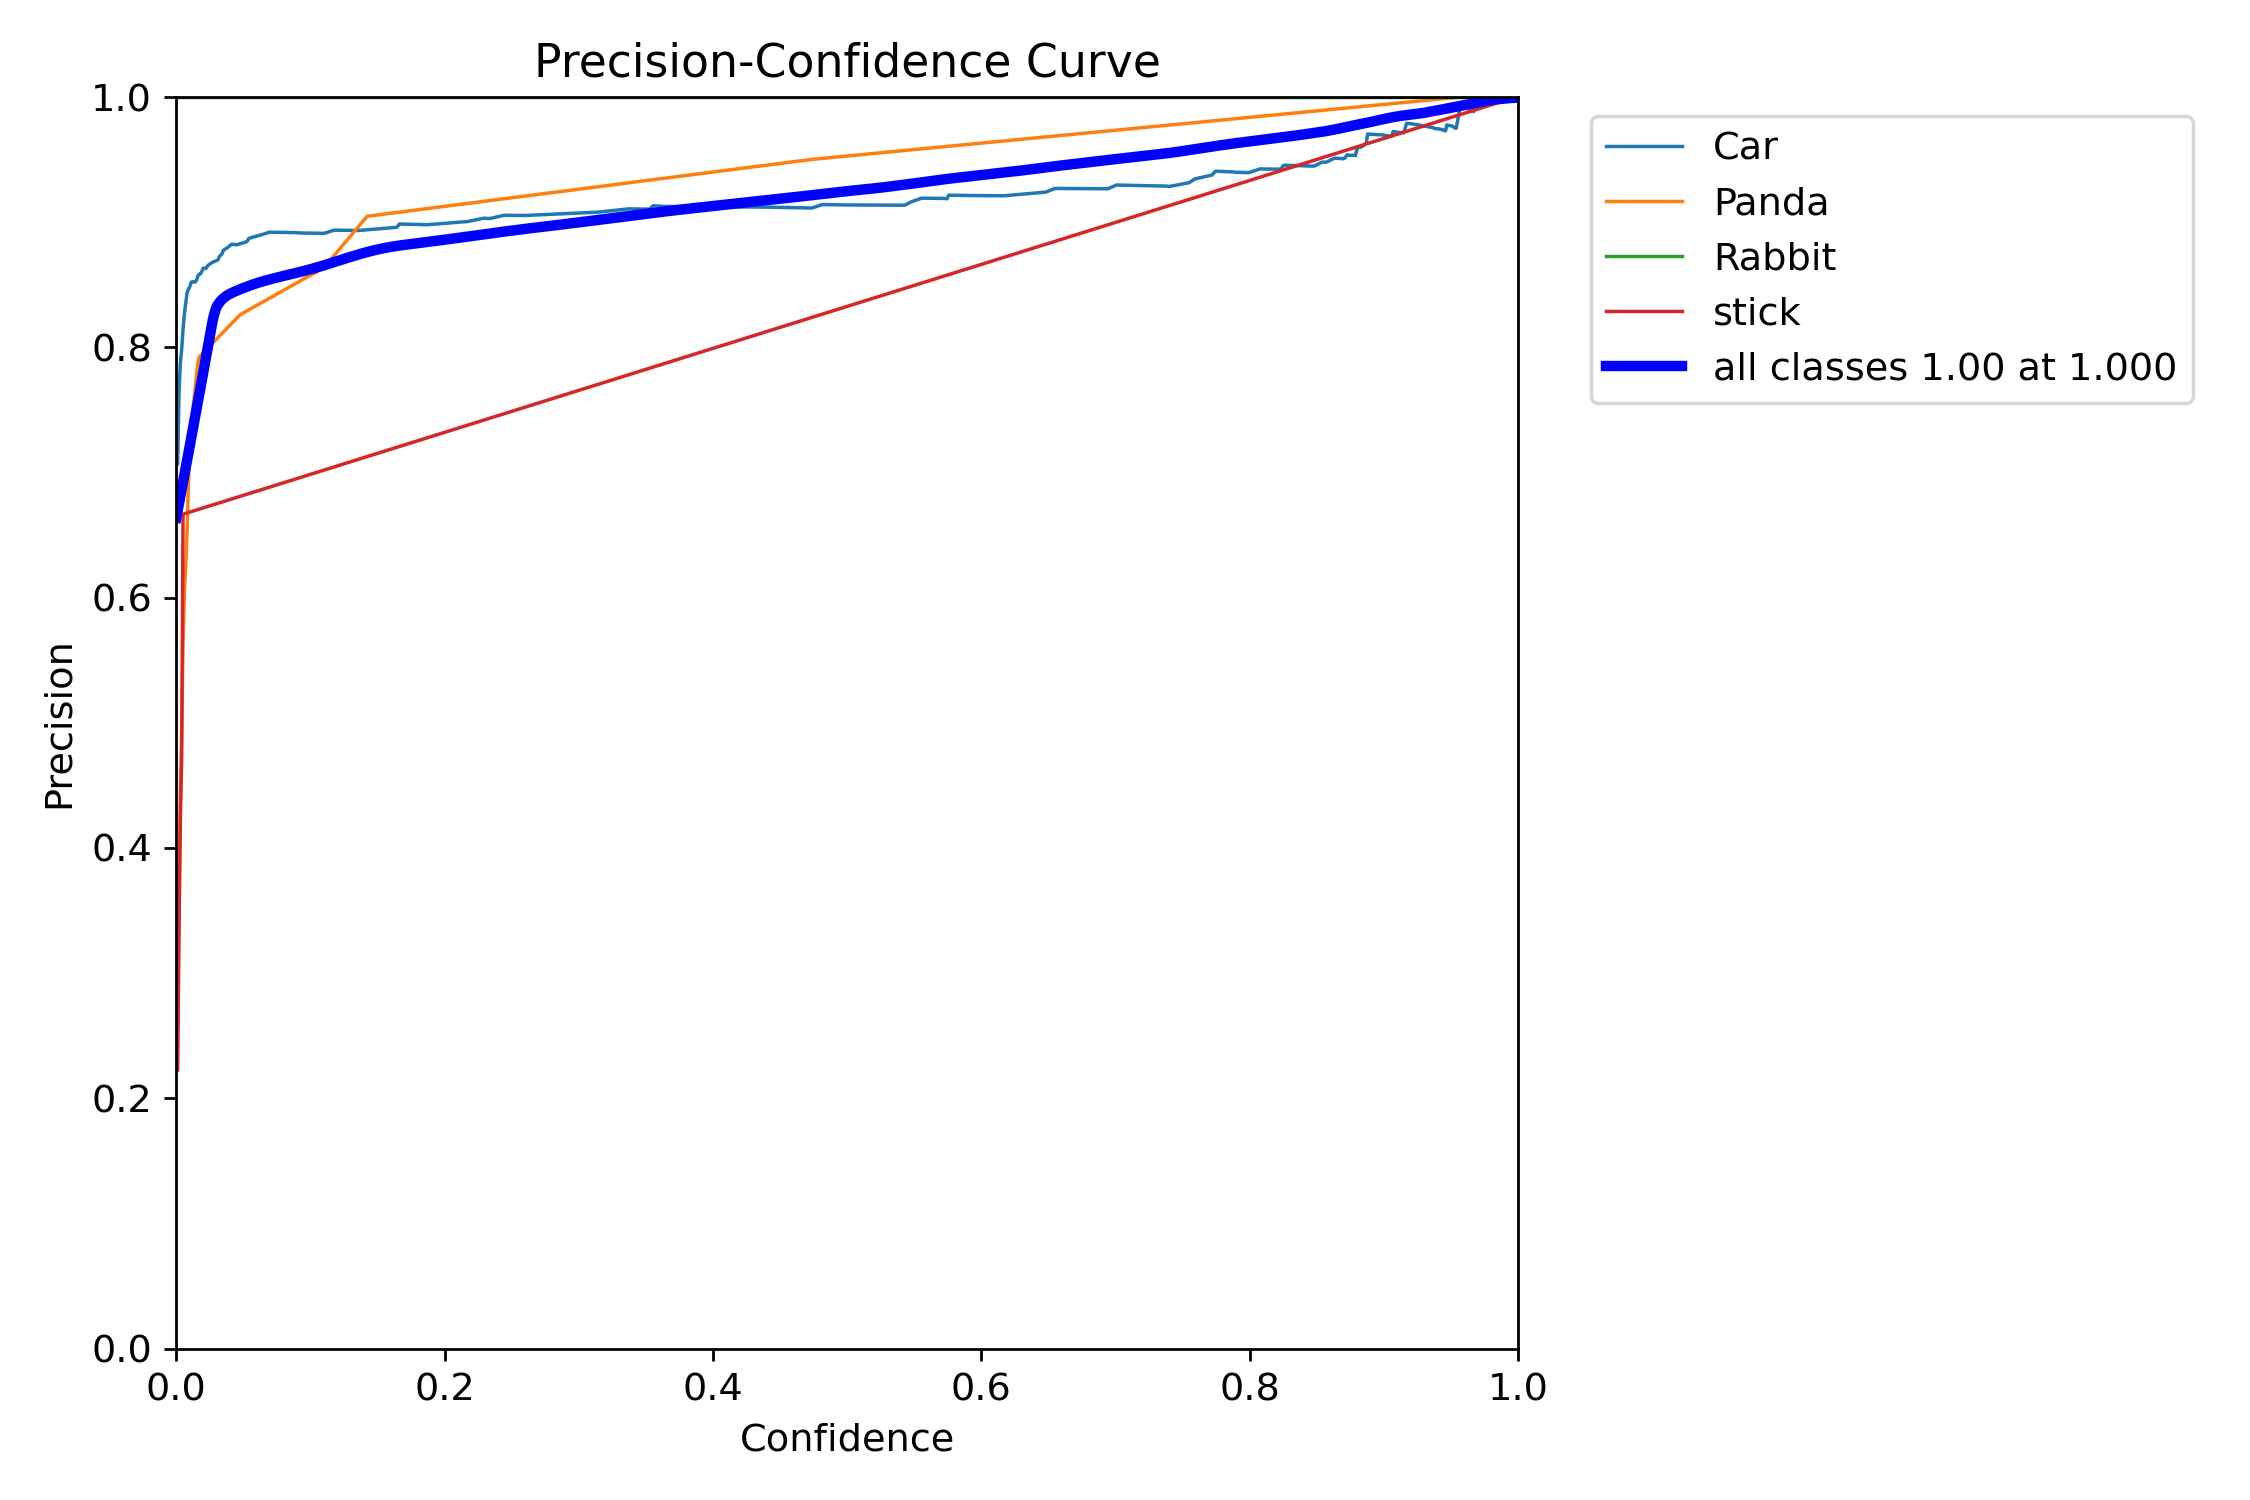 Precision-Confidence Curve
1.0
0.8
0.6
0.4
0.2
0.0
Precision
0.0 0.2 0.4 0.6 0.8 1.0
Confidence
Car
Panda
Rabbit
stick
all classes 1.00 at 1.000